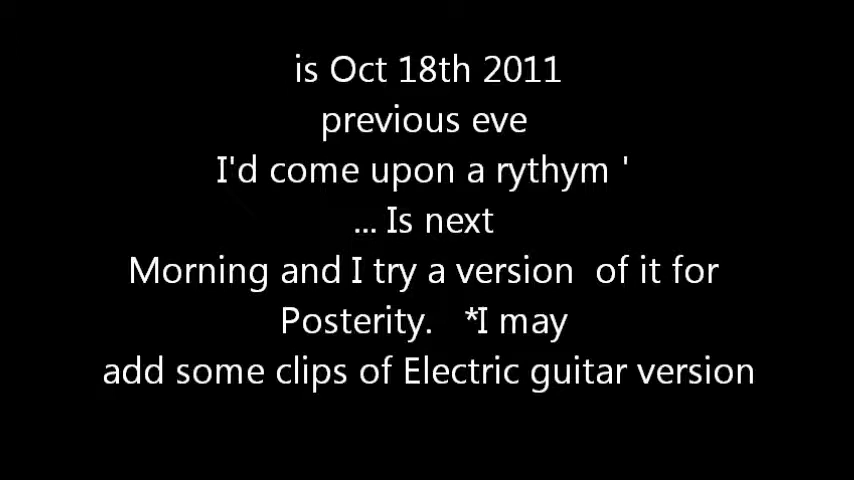 is Oct 18th 2011
previous eve
I'd come upon a rythym '
... Is next
Morning and I try a version  of it for
Posterity.   *I may
add some clips of Electric guitar version